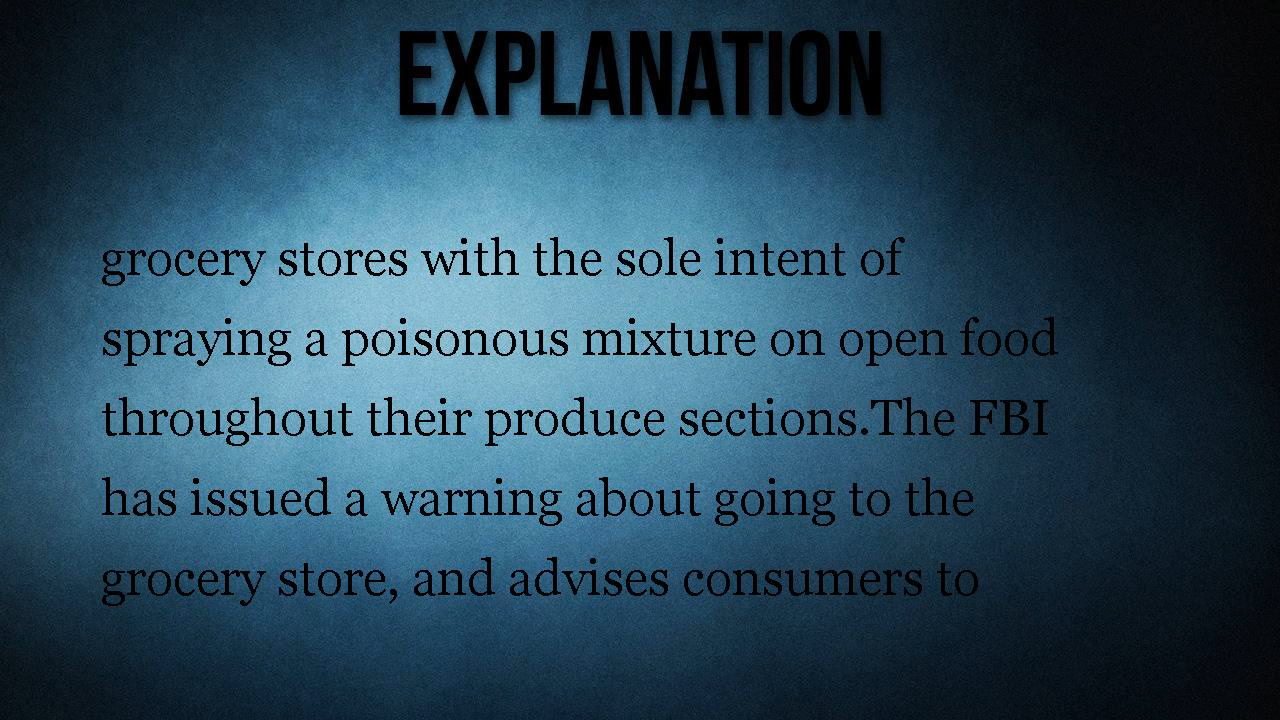 EXPLANATION
grocery stores with the sole intent of
spraying a poisonous mixture on open food
throughout their produce sections.The FBI
has issued a warning about going to the
grocery store, and advises consumers to